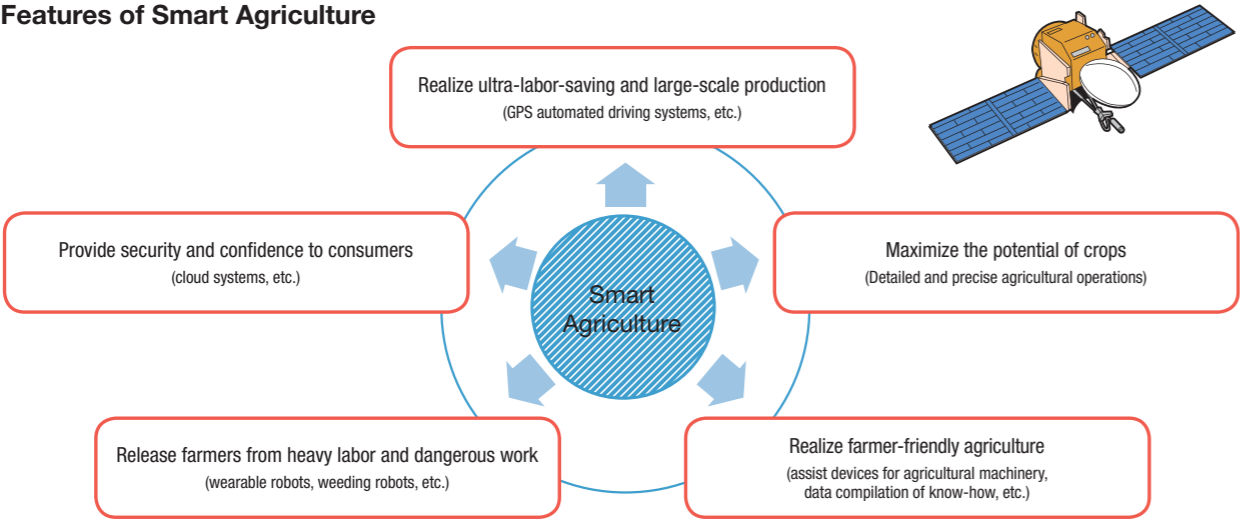 Features of Smart Agriculture
Realize ultra-labor-saving and large-scale production
(GPS automated driving systems, etc.)
Provide security and confidence to consumers
(cloud systems, etc.)
Maximize the potential of crops
(Detailed and precise agricultural operations)
Smart
Agriculture
Release farmers from heavy labor and dangerous work
(wearable robots, weeding robots, etc.)
Realize farmer-friendly agriculture
(assist devices for agricultural machinery,
data compilation of know-how, etc.)